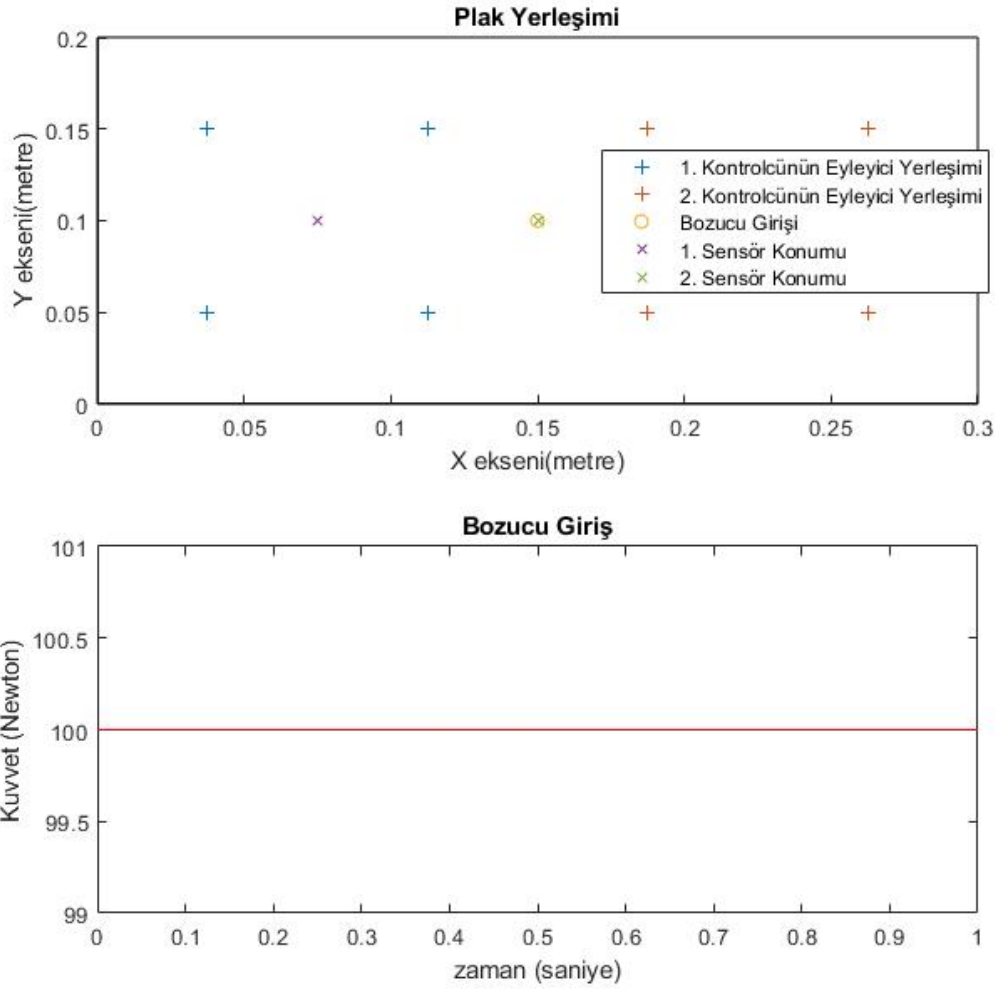 Plak Yerleşimi
0.2
0.15
0.1
0.05
0
Y ekseni(metre)
1. Kontrolcünün Eyleyici Yerleşimi
2. Kontrolcünün Eyleyici Yerleşimi
Bozucu Girişi
1. Sensör Konumu
2. Sensör Konumu
0 0.05 0.1 0.15 0.2 0.25 0.3
X ekseni(metre)
Bozucu Giriş
101
100.5
100
99.5
99
Kuvvet (Newton)
0 0.1 0.2 0.3 0.4 0.5 0.6 0.7 0.8 0.9 1
zaman (saniye)